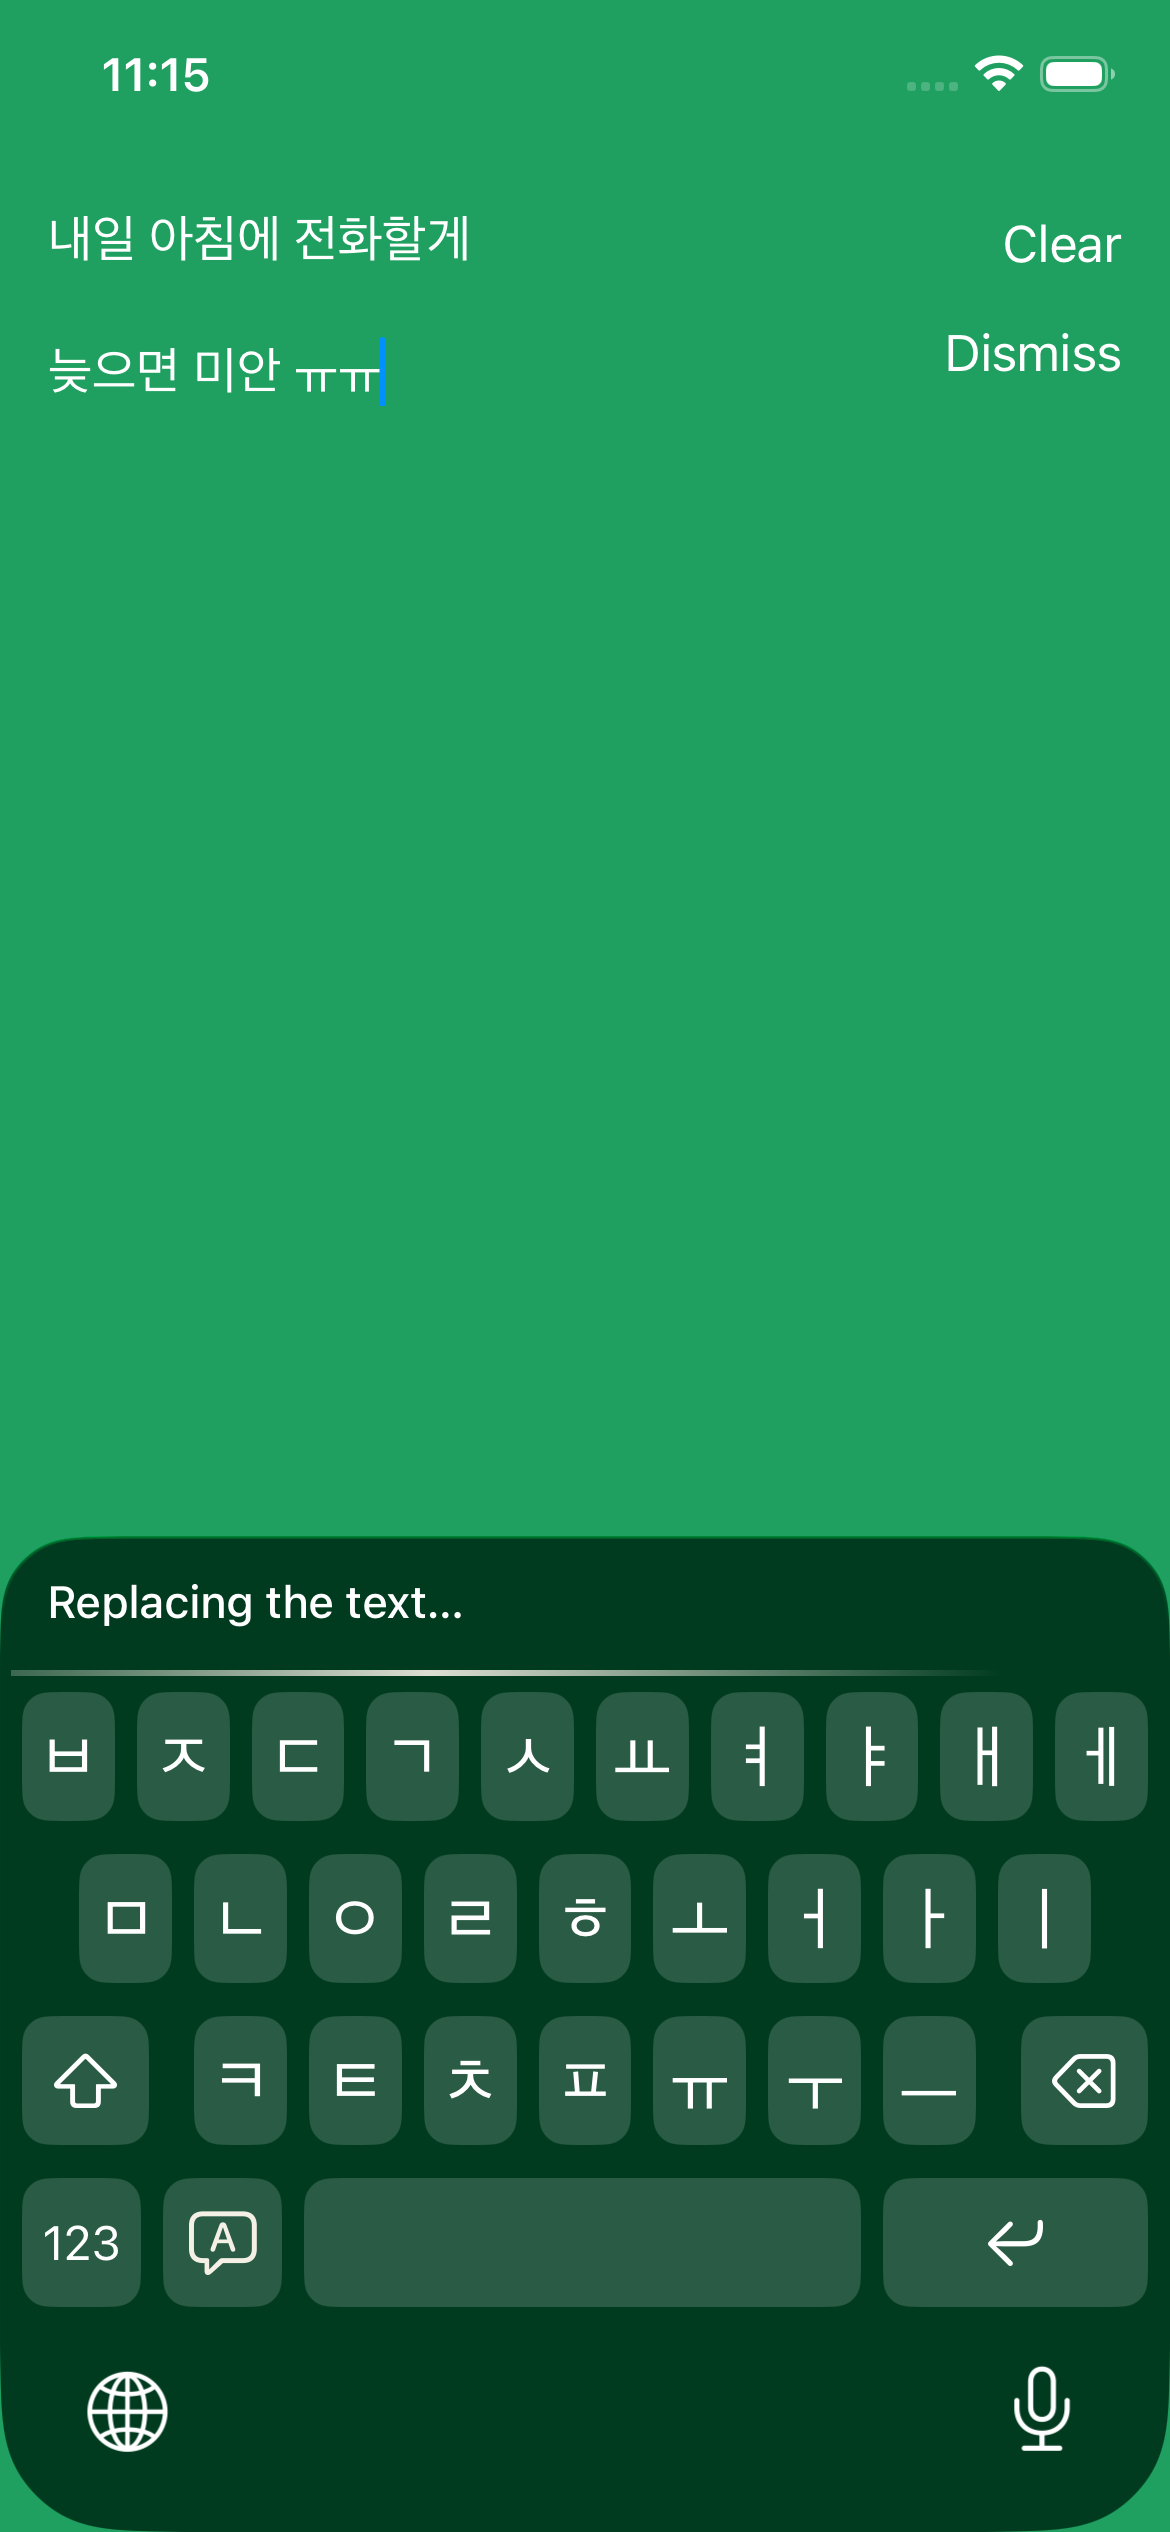 11:15
내일 아침에 전화할게
Clear
늦으면 미안 ㅠㅠ
Dismiss
Replacing the text...
ㅂ ㅈ ㄷ ㄱ ㅅ ㅛ ㅕ ㅑ ㅐ ㅔ
ㅁ ㄴ ㅇ ㄹ ㅎ ㅗ ㅓ ㅏ ㅣ
ㅋ ㅌ ㅊ ㅍ ㅠ ㅜ ㅡ
123 A